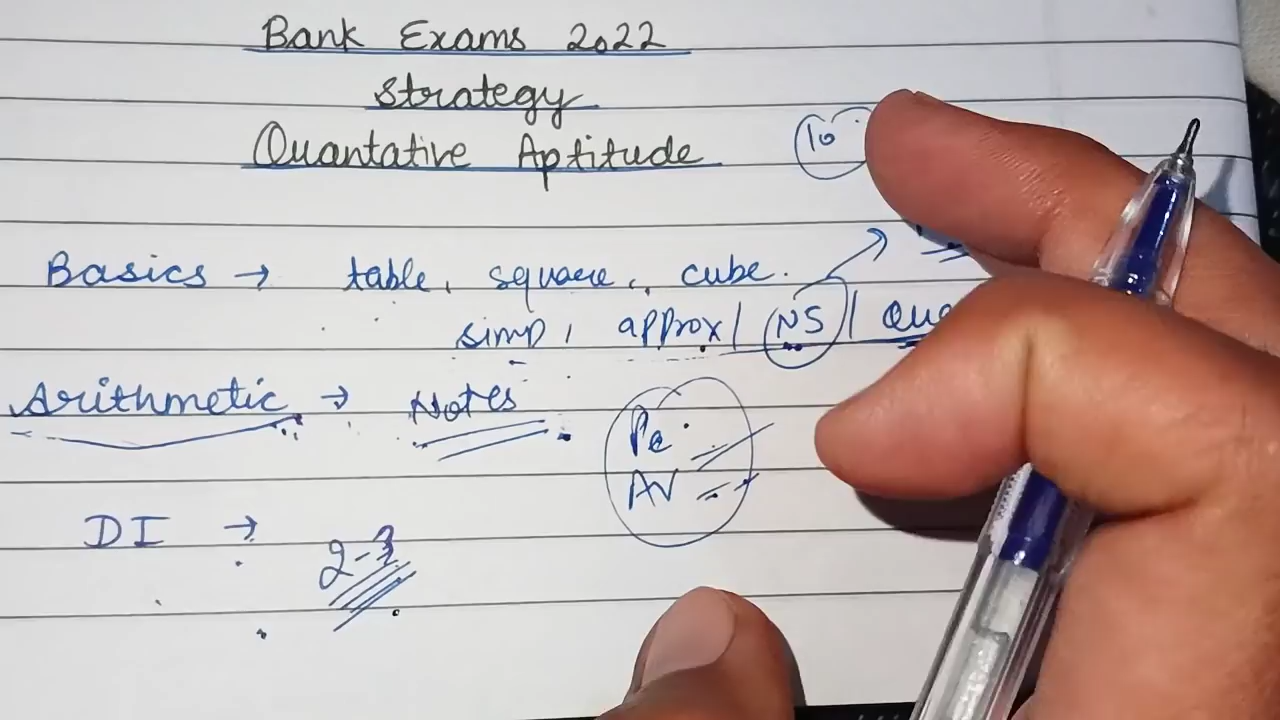 Bank Exams 2022
Strategy
Quantative Aptitude
10
Basics → table, square, cube.
simp, approx / NS / Qua
Arithmetic → Notes
Pe
AV
DI → 2-3